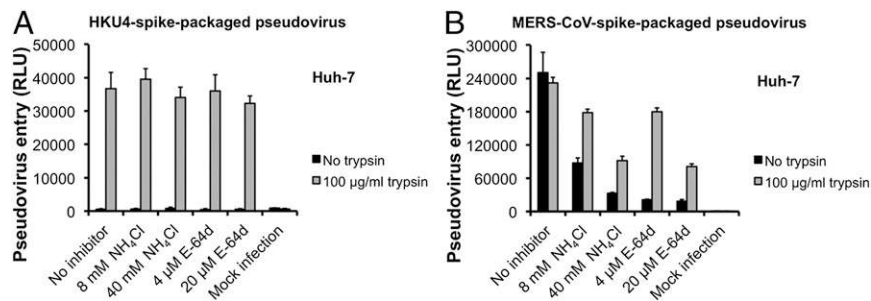 A
HKU4-spike-packaged pseudovirus
Pseudovirus entry (RLU)
50000
40000
30000
20000
10000
0
Huh-7
No trypsin
100 µg/ml trypsin
No inhibitor
8 mM NH₄Cl
40 mM NH₄Cl
4 µM E-64d
20 µM E-64d
Mock infection
B
MERS-CoV-spike-packaged pseudovirus
Pseudovirus entry (RLU)
300000
240000
180000
120000
60000
0
Huh-7
No trypsin
100 µg/ml trypsin
No inhibitor
8 mM NH₄Cl
40 mM NH₄Cl
4 µM E-64d
20 µM E-64d
Mock infection